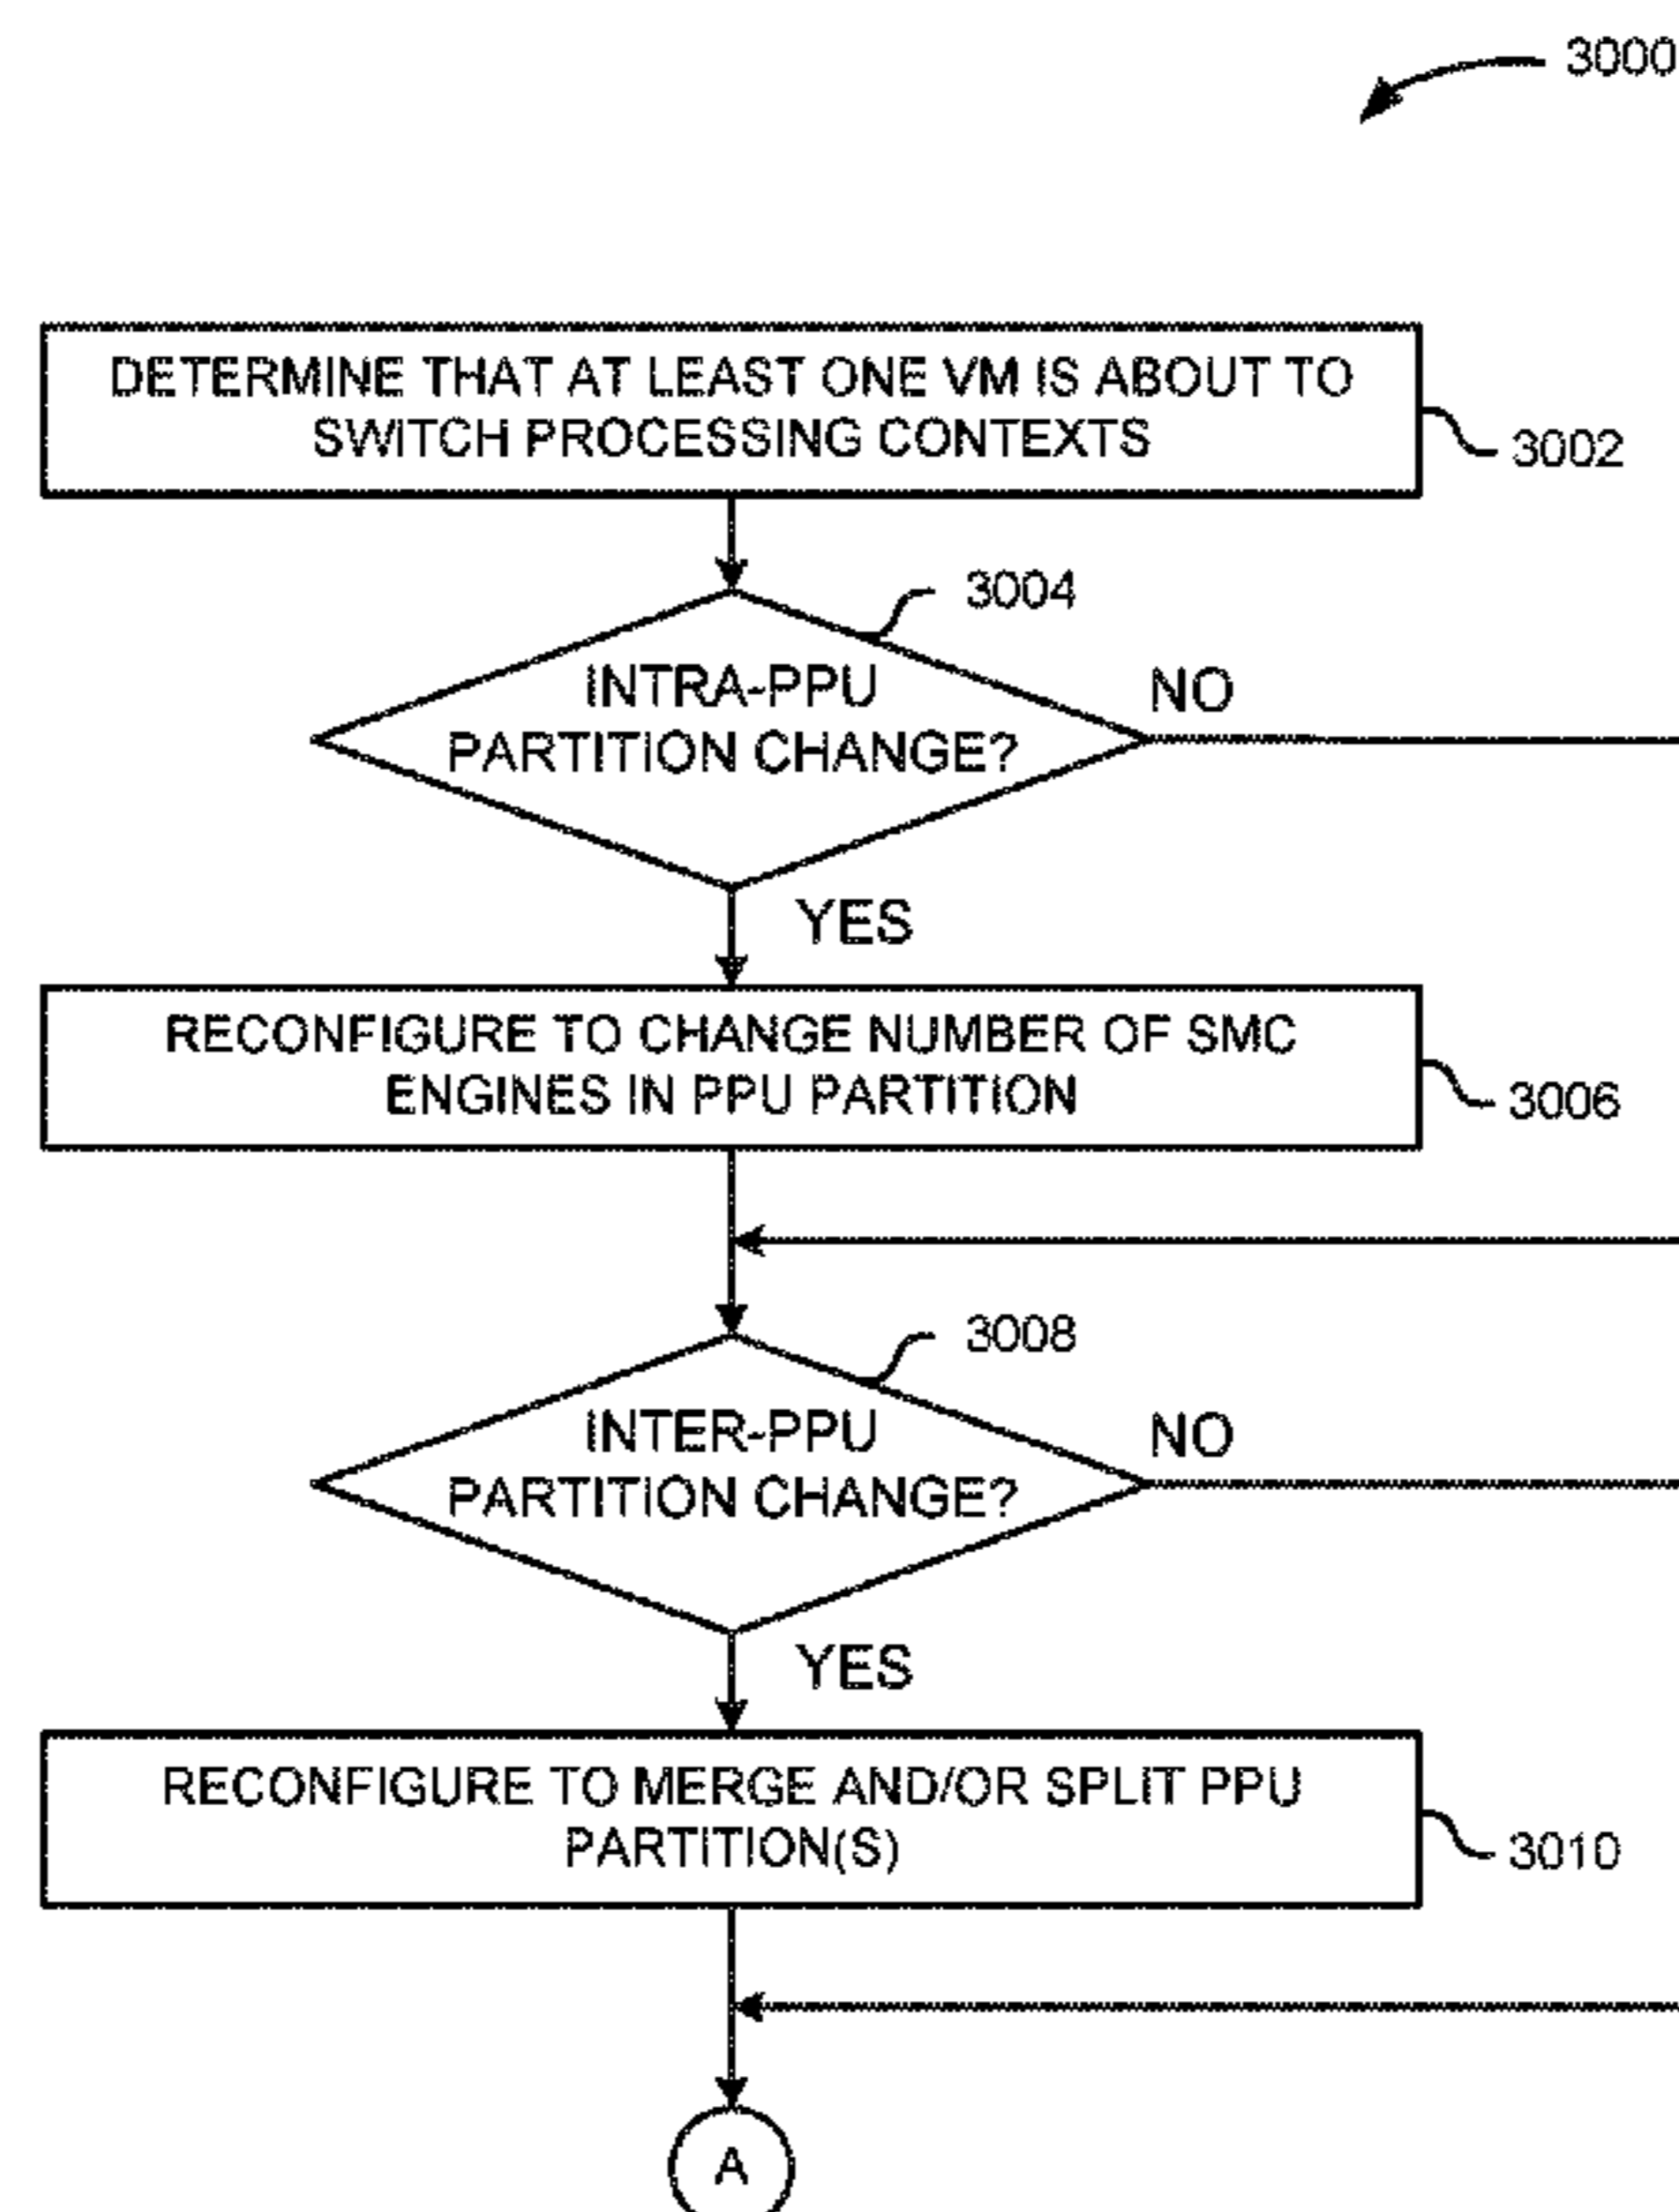 3000
DETERMINE THAT AT LEAST ONE VM IS ABOUT TO
SWITCH PROCESSING CONTEXTS
3002
3004
INTRA-PPU
PARTITION CHANGE?
NO
YES
RECONFIGURE TO CHANGE NUMBER OF SMC
ENGINES IN PPU PARTITION
3006
3008
INTER-PPU
PARTITION CHANGE?
NO
YES
RECONFIGURE TO MERGE AND/OR SPLIT PPU
PARTITION(S)
3010
A